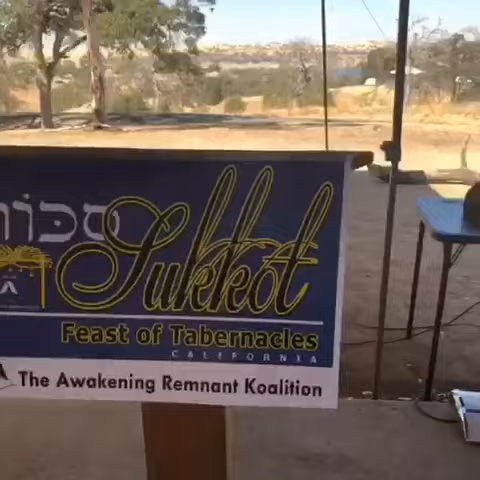 סכות
Sukkot
A
Feast of Tabernacles
CALIFORNIA
The Awakening Remnant Koalition